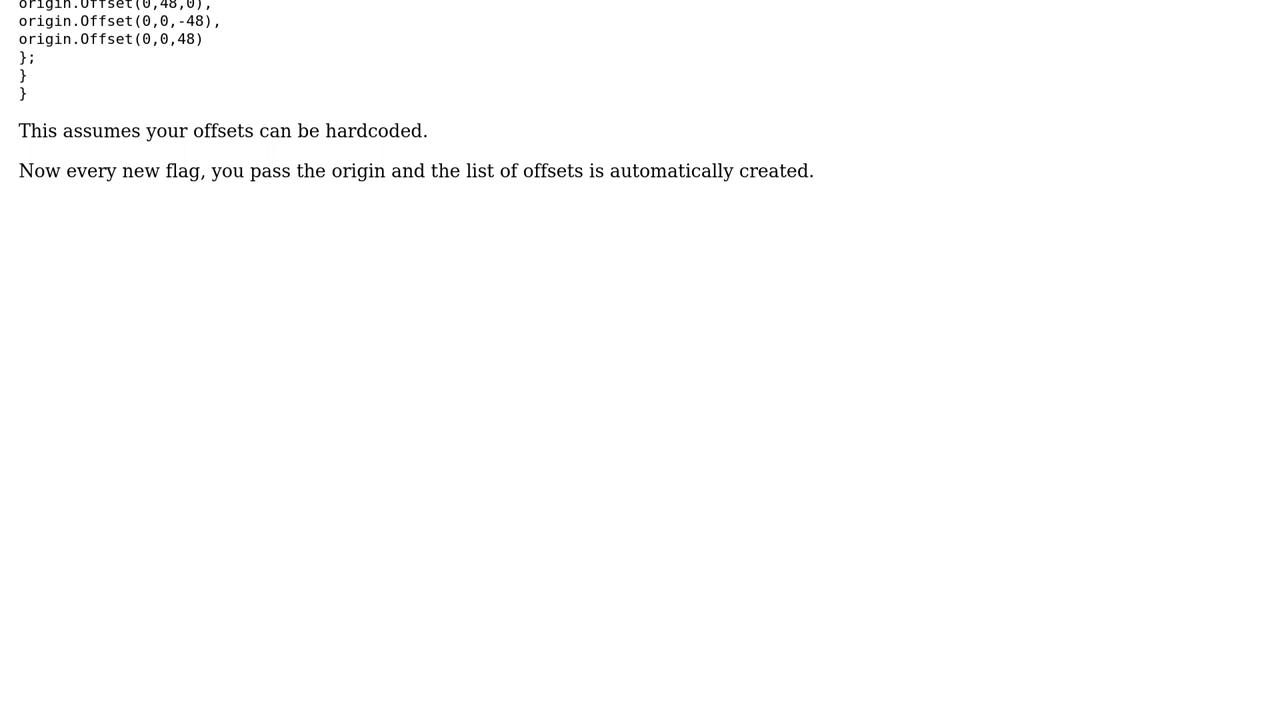 origin.Offset(0,48,0),
origin.Offset(0,0,-48),
origin.Offset(0,0,48)
};
}
}
This assumes your offsets can be hardcoded.
Now every new flag, you pass the origin and the list of offsets is automatically created.